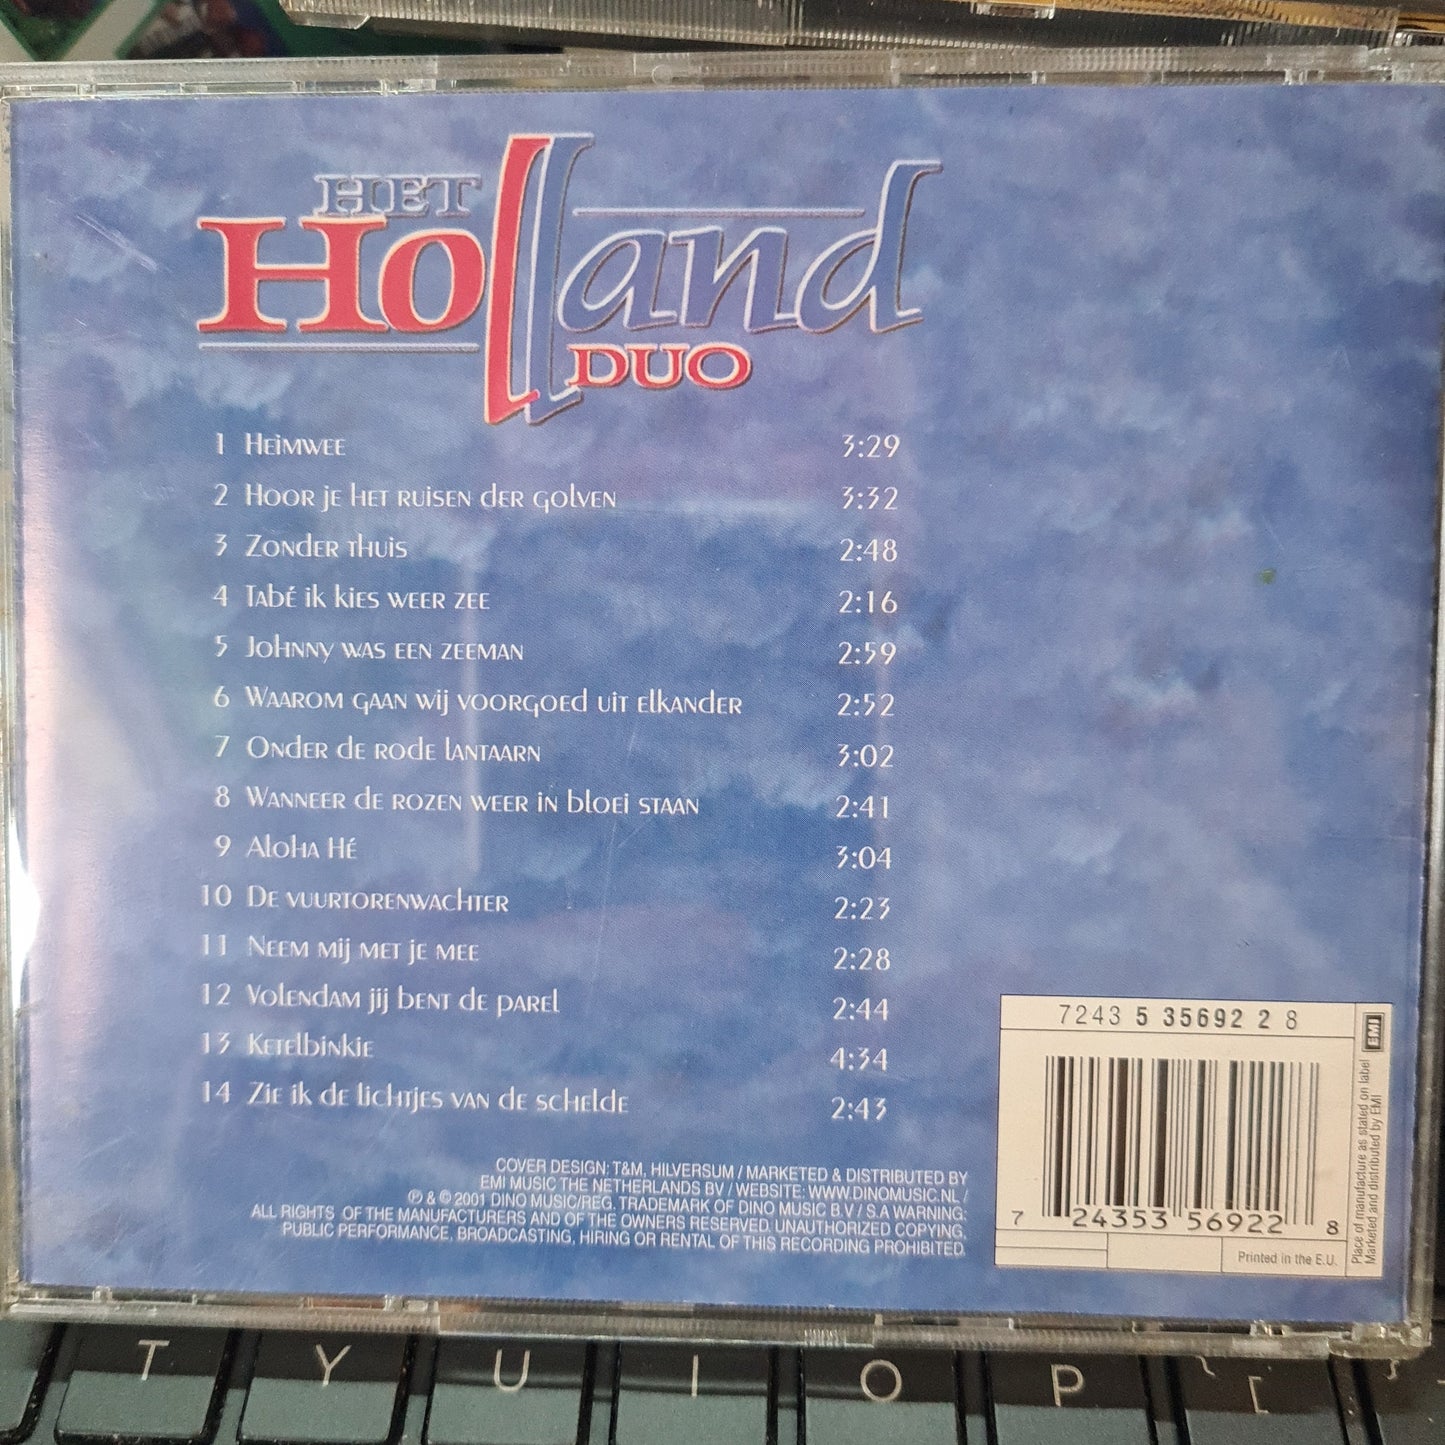 HET
Holland
DUO
1 Heimwee 3:29
2 Hoor je het ruisen der golven 3:32
3 Zonder thuis 2:48
4 Tabé ik kies weer zee 2:16
5 Johnny was een zeeman 2:59
6 Waarom gaan wij voorgoed uit elkander 2:52
7 Onder de rode lantaarn 3:02
8 Wanneer de rozen weer in bloei staan 2:41
9 Aloha Hé 3:04
10 De vuurtorenwachter 2:23
11 Neem mij met je mee 2:28
12 Volendam jij bent de parel 2:44
13 Ketelbinkie 4:34
14 Zie ik de lichtjes van de schelde 2:43
COVER DESIGN: T&M, HILVERSUM / MARKETED & DISTRIBUTED BY
EMI MUSIC THE NETHERLANDS BV / WEBSITE: WWW.DINOMUSIC.NL /
℗ & © 2001 DINO MUSIC/REG. TRADEMARK OF DINO MUSIC B.V / S.A WARNING:
ALL RIGHTS OF THE MANUFACTURERS AND OF THE OWNERS RESERVED. UNAUTHORIZED COPYING,
PUBLIC PERFORMANCE, BROADCASTING, HIRING OR RENTAL OF THIS RECORDING PROHIBITED.
7243 5 35692 2 8
7 24353 56922 8
Printed in the E.U.
EMI
Place of manufacture as stated on label
Marketed and distributed by EMI
T Y U I O P { [